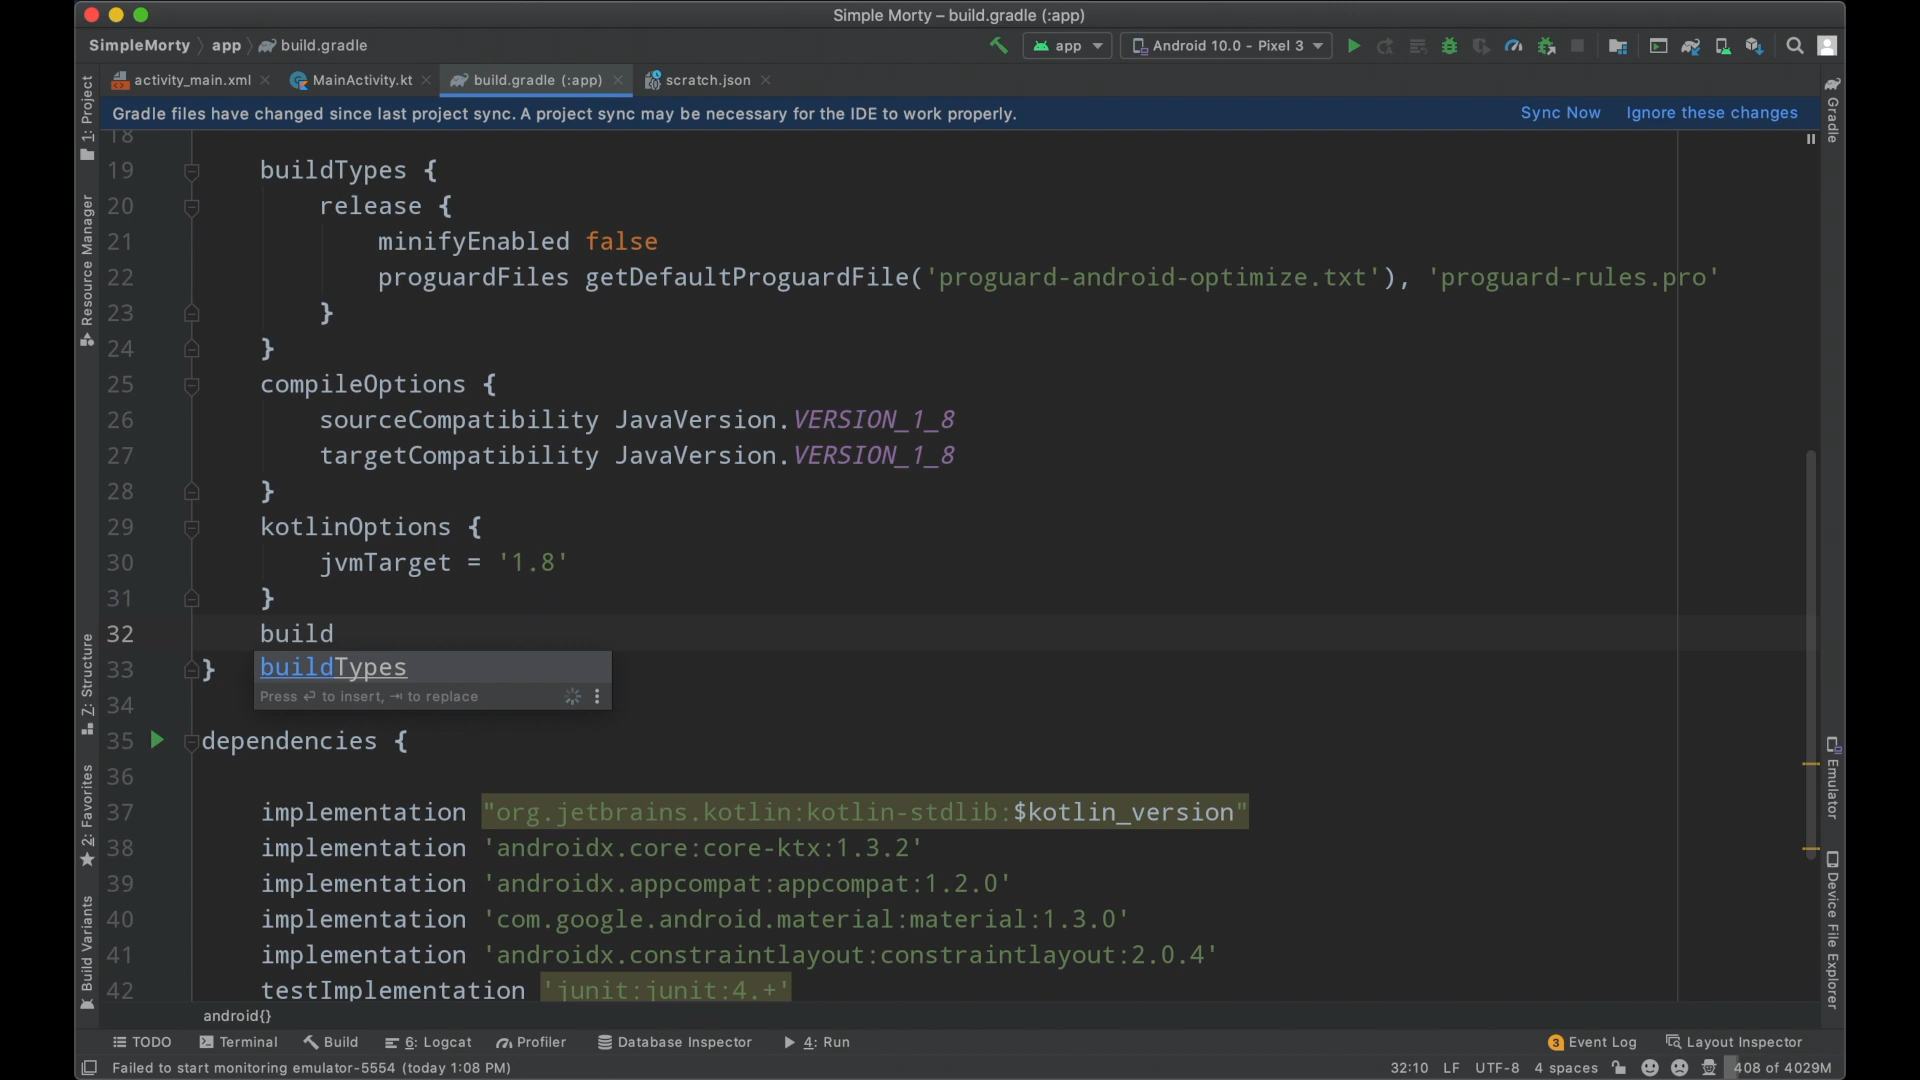 Simple Morty – build.gradle (:app)
SimpleMorty app build.gradle
app Android 10.0 - Pixel 3
activity_main.xml MainActivity.kt build.gradle (:app) scratch.json
Gradle files have changed since last project sync. A project sync may be necessary for the IDE to work properly. Sync Now Ignore these changes
18
19 buildTypes {
20 release {
21 minifyEnabled false
22 proguardFiles getDefaultProguardFile('proguard-android-optimize.txt'), 'proguard-rules.pro'
23 }
24 }
25 compileOptions {
26 sourceCompatibility JavaVersion.VERSION_1_8
27 targetCompatibility JavaVersion.VERSION_1_8
28 }
29 kotlinOptions {
30 jvmTarget = '1.8'
31 }
32 build
33 }
buildTypes
Press ⏎ to insert, ⇥ to replace
34
35 dependencies {
36
37 implementation "org.jetbrains.kotlin:kotlin-stdlib:$kotlin_version"
38 implementation 'androidx.core:core-ktx:1.3.2'
39 implementation 'androidx.appcompat:appcompat:1.2.0'
40 implementation 'com.google.android.material:material:1.3.0'
41 implementation 'androidx.constraintlayout:constraintlayout:2.0.4'
42 testImplementation 'junit:junit:4.+'
android{}
1: Project
Resource Manager
Z: Structure
2: Favorites
Build Variants
Gradle
Emulator
Device File Explorer
TODO Terminal Build 6: Logcat Profiler Database Inspector 4: Run 3 Event Log Layout Inspector
Failed to start monitoring emulator-5554 (today 1:08 PM) 32:10 LF UTF-8 4 spaces 408 of 4029M